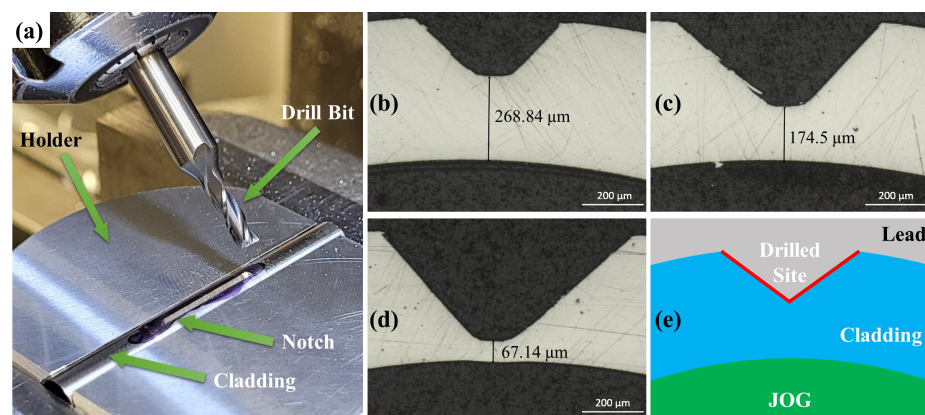 (a)
Drill Bit
Holder
Notch
Cladding
(b)
268.84 µm
200 µm
(c)
174.5 µm
200 µm
(d)
67.14 µm
200 µm
Lead
Drilled
Site
(e)
Cladding
JOG